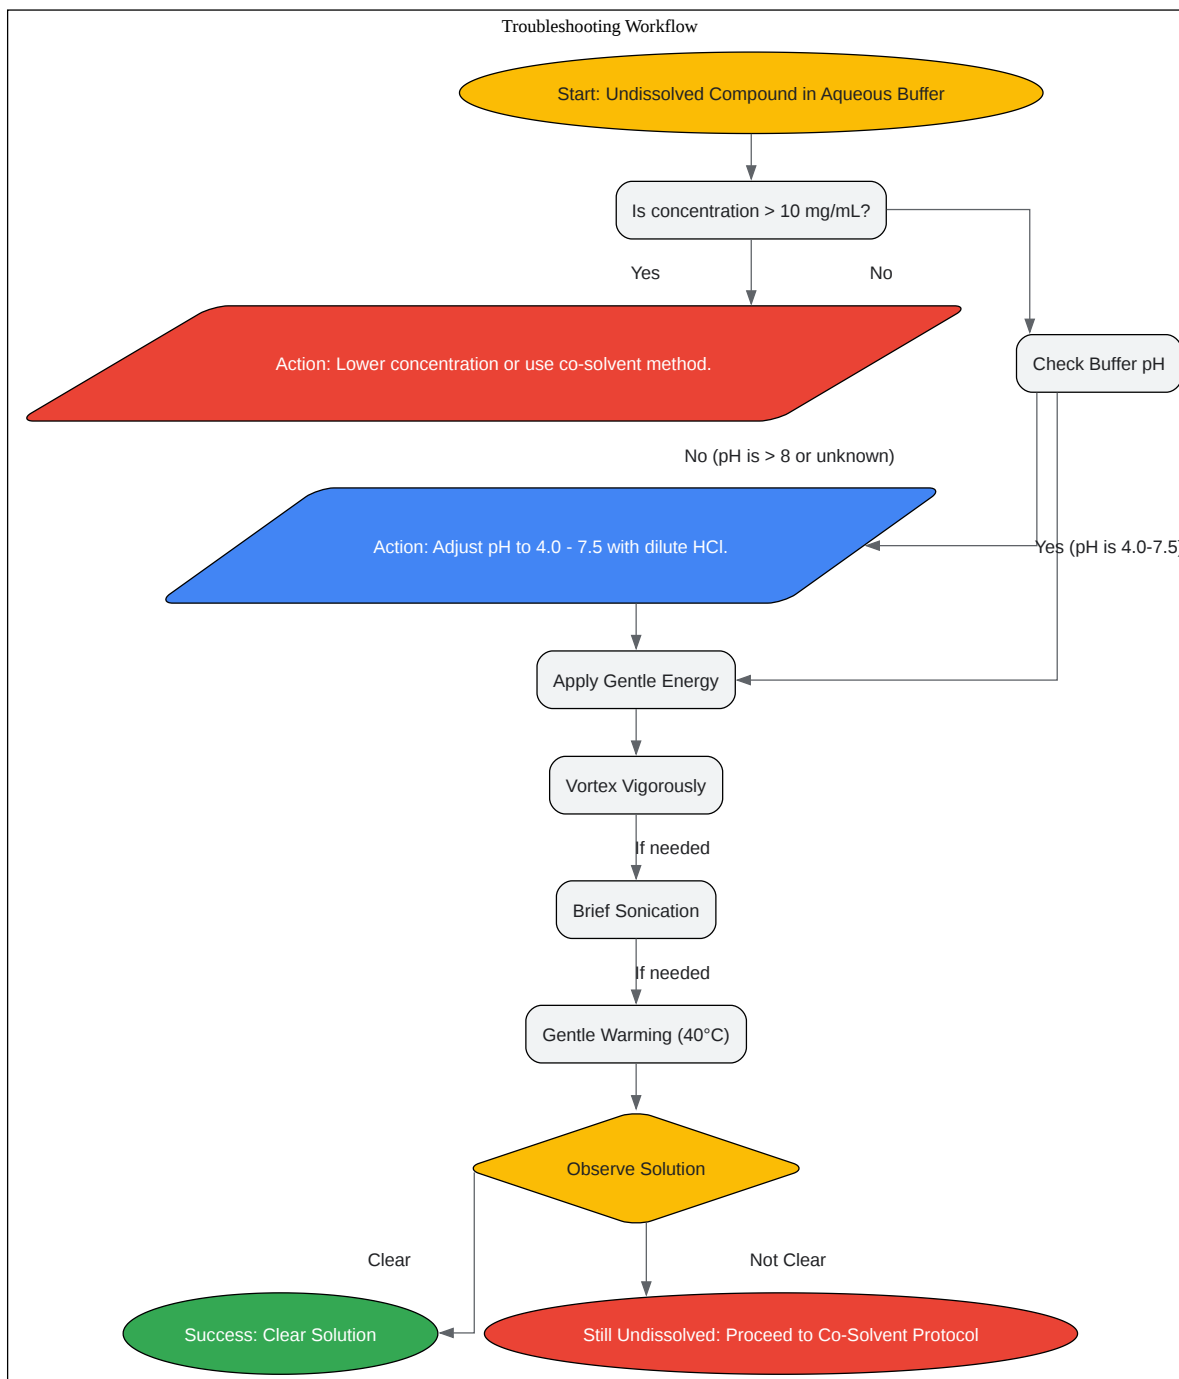 Troubleshooting Workflow
Start: Undissolved Compound in Aqueous Buffer
Is concentration > 10 mg/mL?
Yes
No
Action: Lower concentration or use co-solvent method.
Check Buffer pH
No (pH is > 8 or unknown)
Action: Adjust pH to 4.0 - 7.5 with dilute HCl.
Yes (pH is 4.0-7.5)
Apply Gentle Energy
Vortex Vigorously
If needed
Brief Sonication
If needed
Gentle Warming (40°C)
Observe Solution
Clear
Not Clear
Success: Clear Solution
Still Undissolved: Proceed to Co-Solvent Protocol